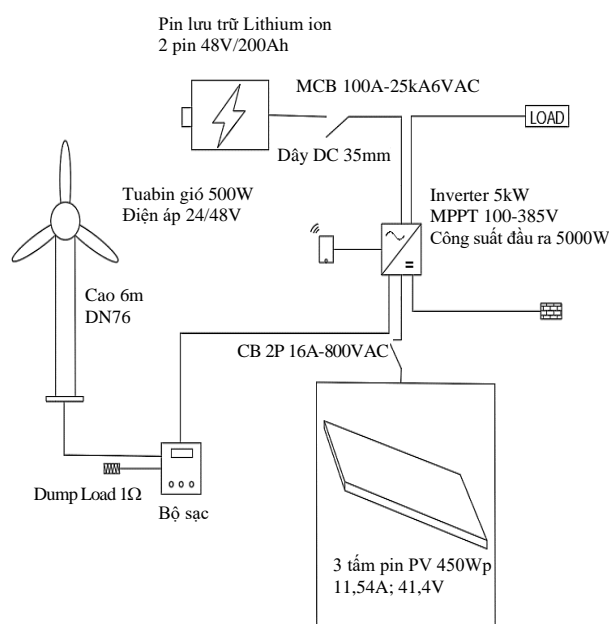 Pin lưu trữ Lithium ion
2 pin 48V/200Ah
MCB 100A-25kA6VAC
LOAD
Dây DC 35mm
Tuabin gió 500W
Điện áp 24/48V
Inverter 5kW
MPPT 100-385V
Công suất đầu ra 5000W
Cao 6m
DN76
CB 2P 16A-800VAC
Dump Load 1Ω
Bộ sạc
3 tấm pin PV 450Wp
11,54A; 41,4V